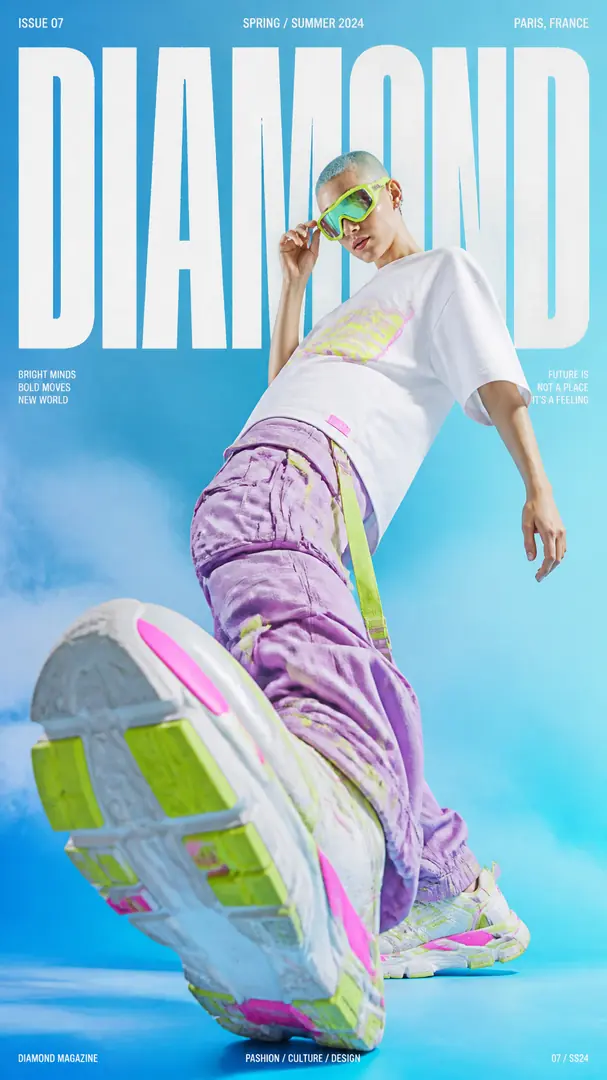 ISSUE 07
SPRING / SUMMER 2024
PARIS, FRANCE
DIAMOND
BRIGHT MINDS
BOLD MOVES
NEW WORLD
FUTURE IS
NOT A PLACE
IT'S A FEELING
DIAMOND MAGAZINE
FASHION / CULTURE / DESIGN
07 / SS24